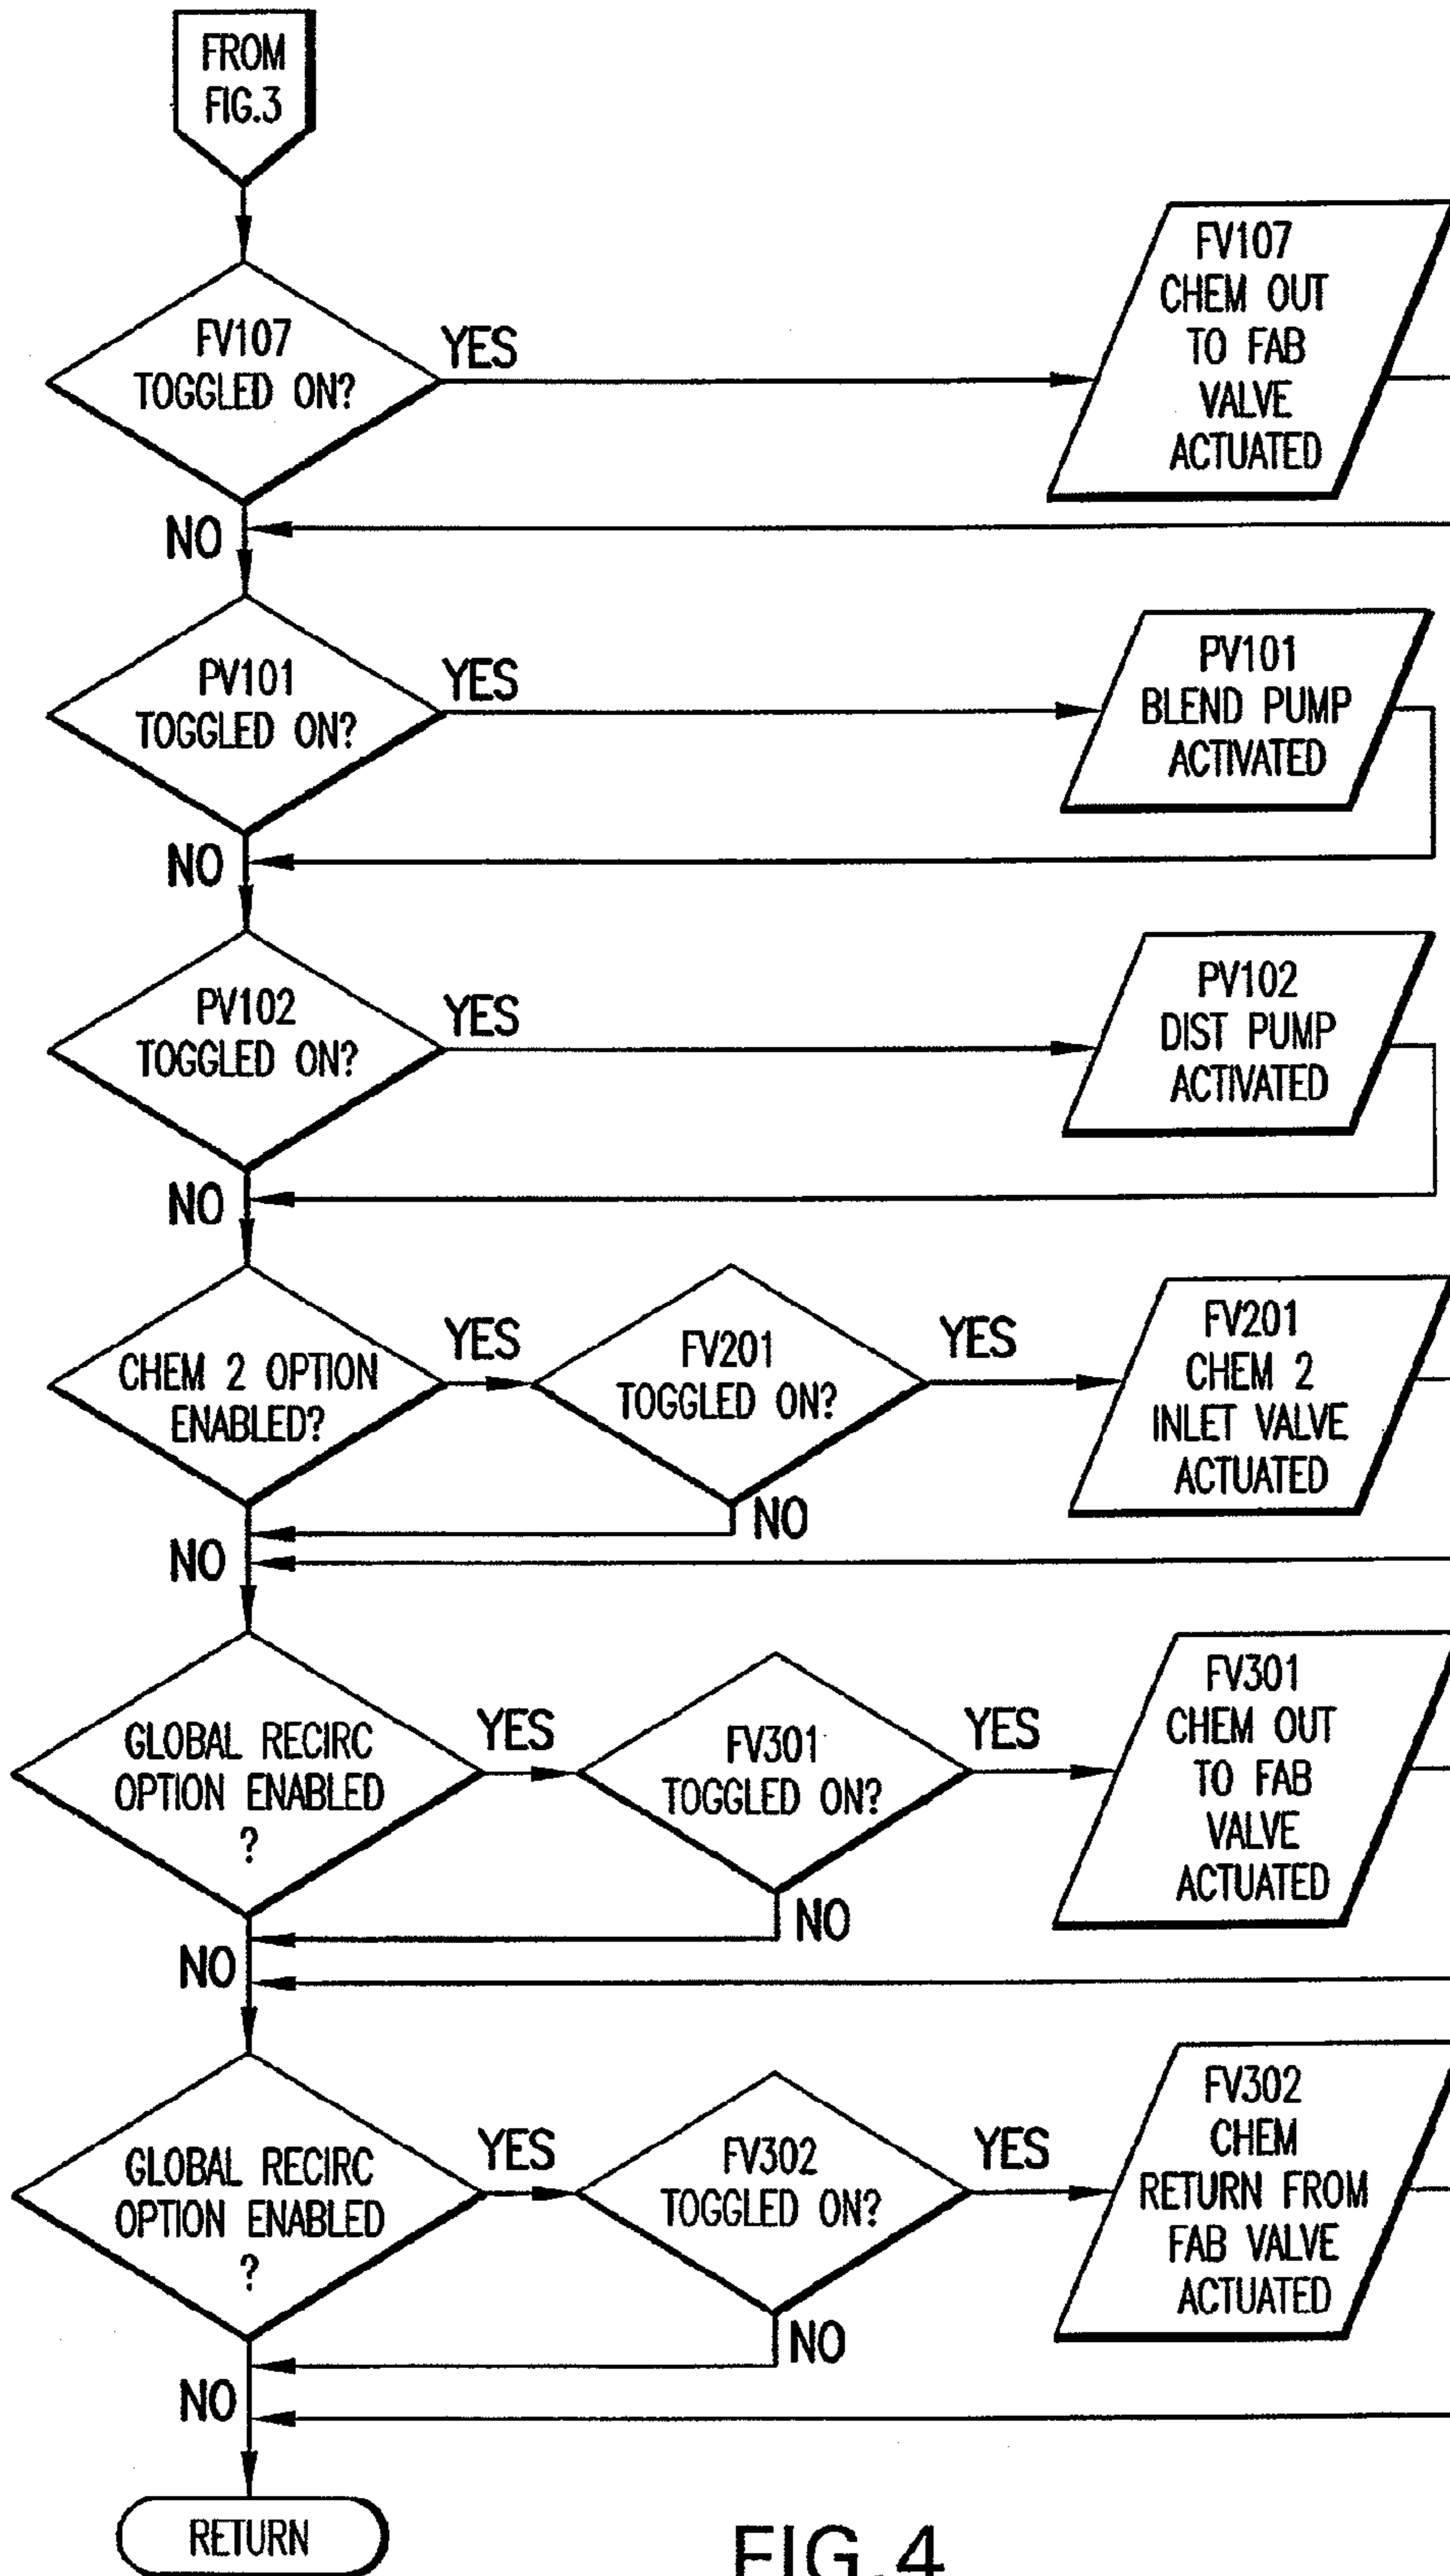 FROM
FIG.3
FV107
TOGGLED ON?
YES
FV107
CHEM OUT
TO FAB
VALVE
ACTUATED
NO
PV101
TOGGLED ON?
YES
PV101
BLEND PUMP
ACTIVATED
NO
PV102
TOGGLED ON?
YES
PV102
DIST PUMP
ACTIVATED
NO
CHEM 2 OPTION
ENABLED?
YES
FV201
TOGGLED ON?
YES
FV201
CHEM 2
INLET VALVE
ACTUATED
NO
NO
GLOBAL RECIRC
OPTION ENABLED
?
YES
FV301
TOGGLED ON?
YES
FV301
CHEM OUT
TO FAB
VALVE
ACTUATED
NO
NO
GLOBAL RECIRC
OPTION ENABLED
?
YES
FV302
TOGGLED ON?
YES
FV302
CHEM
RETURN FROM
FAB VALVE
ACTUATED
NO
NO
RETURN
FIG.4